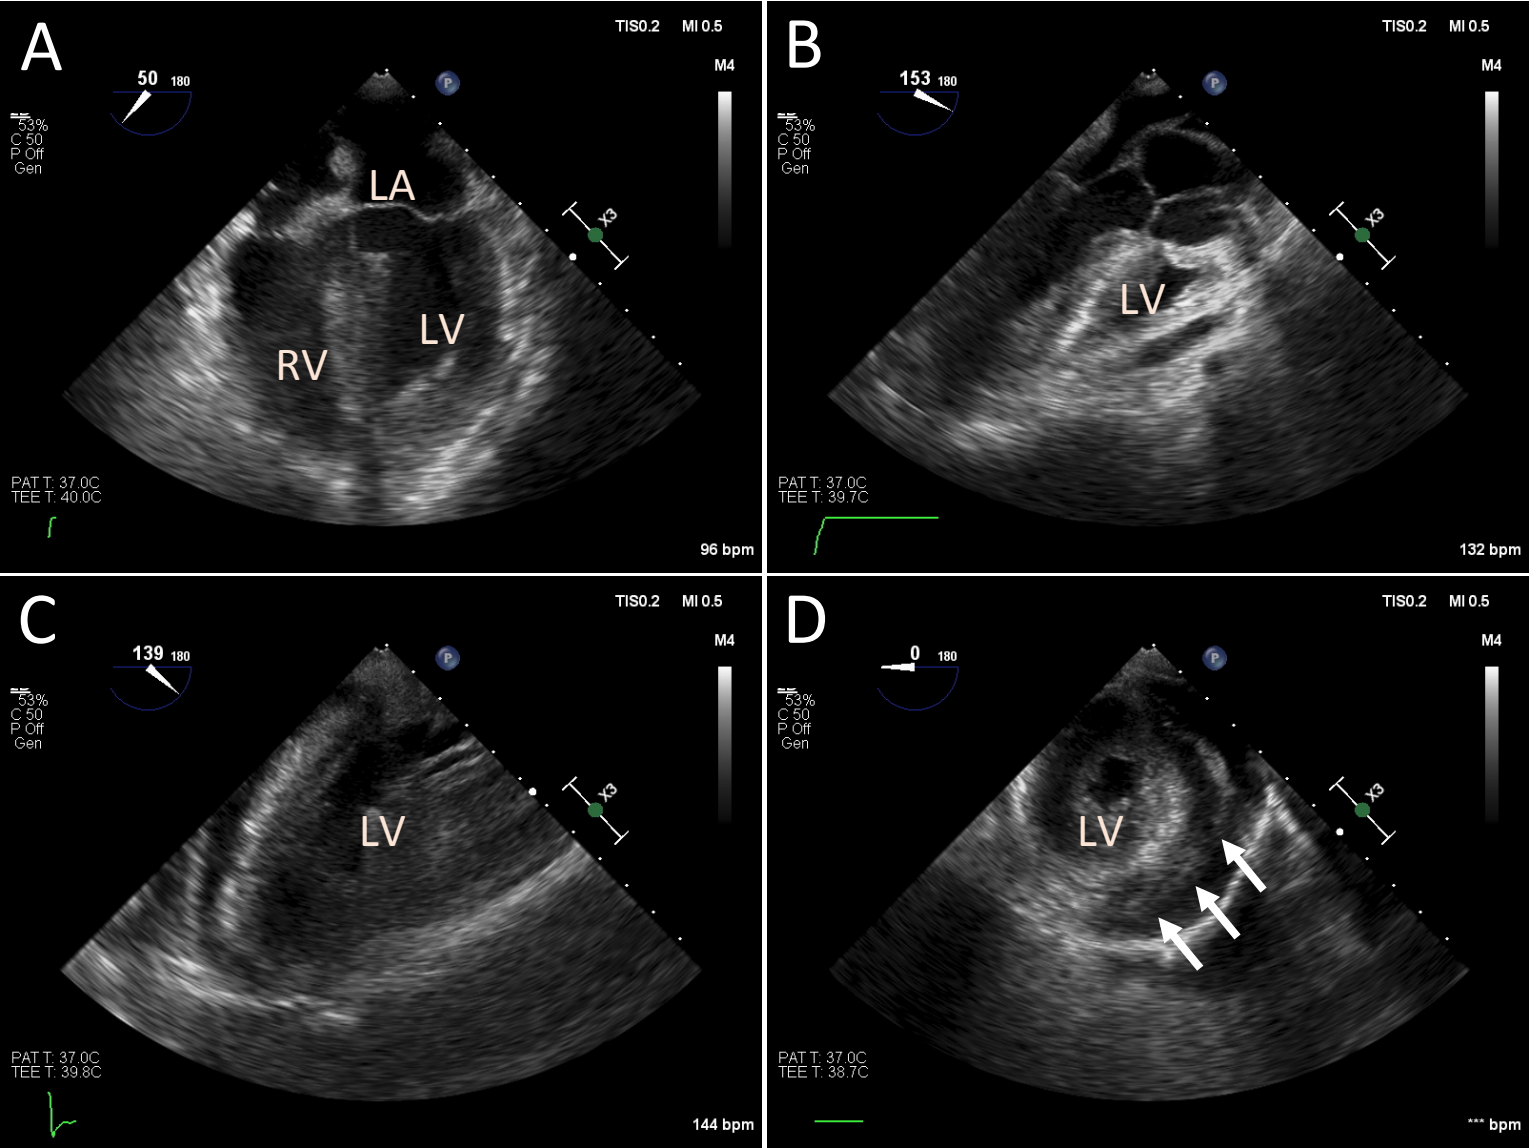 A
TIS0.2 MI 0.5
M4
50 180
P
53%
C 50
P Off
Gen
LA
X3
LV
RV
PAT T: 37.0C
TEE T: 40.0C
96 bpm
B
TIS0.2 MI 0.5
M4
153 180
P
53%
C 50
P Off
Gen
X3
LV
PAT T: 37.0C
TEE T: 39.7C
132 bpm
C
TIS0.2 MI 0.5
M4
139 180
P
53%
C 50
P Off
Gen
X3
LV
PAT T: 37.0C
TEE T: 39.8C
144 bpm
D
TIS0.2 MI 0.5
M4
0 180
P
53%
C 50
P Off
Gen
X3
LV
PAT T: 37.0C
TEE T: 38.7C
*** bpm